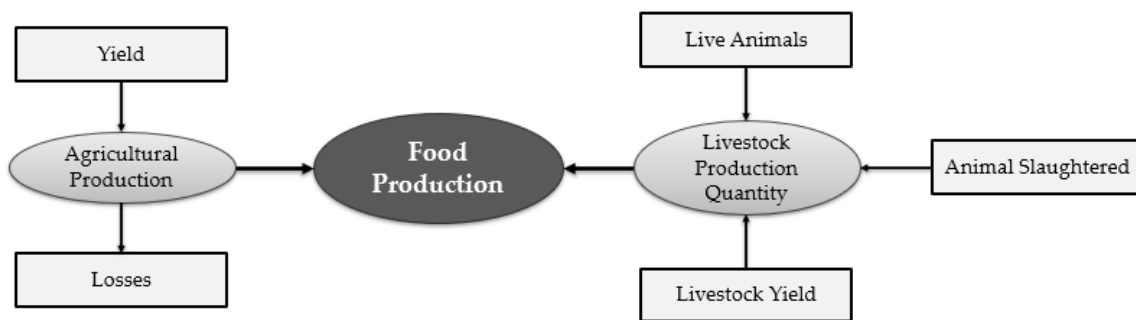 Yield
Agricultural
Production
Losses
Food
Production
Live Animals
Livestock
Production
Quantity
Animal Slaughtered
Livestock Yield